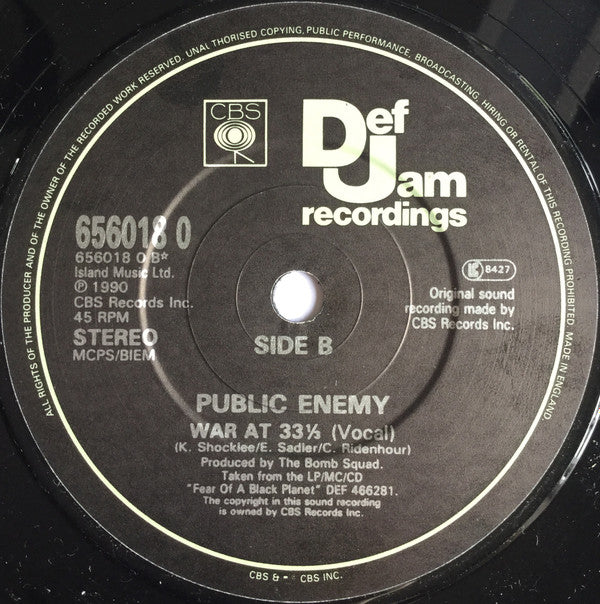 ALL RIGHTS OF THE PRODUCER AND OF THE OWNER OF THE RECORDED WORK RESERVED. UNAUTHORISED COPYING, PUBLIC PERFORMANCE, BROADCASTING, HIRING OR RENTAL OF THIS RECORDING PROHIBITED. MADE IN ENGLAND.
CBS
Def
Jam
recordings
656018 0
656018 0 B*
Island Music Ltd.
℗ 1990
CBS Records Inc.
45 RPM
STEREO
MCPS/BIEM
8427
Original sound
recording made by
CBS Records Inc.
SIDE B
PUBLIC ENEMY
WAR AT 33⅓ (Vocal)
(K. Shocklee/E. Sadler/C. Ridenhour)
Produced by The Bomb Squad.
Taken from the LP/MC/CD
"Fear Of A Black Planet" DEF 466281.
The copyright in this sound recording
is owned by CBS Records Inc.
CBS & CBS INC.